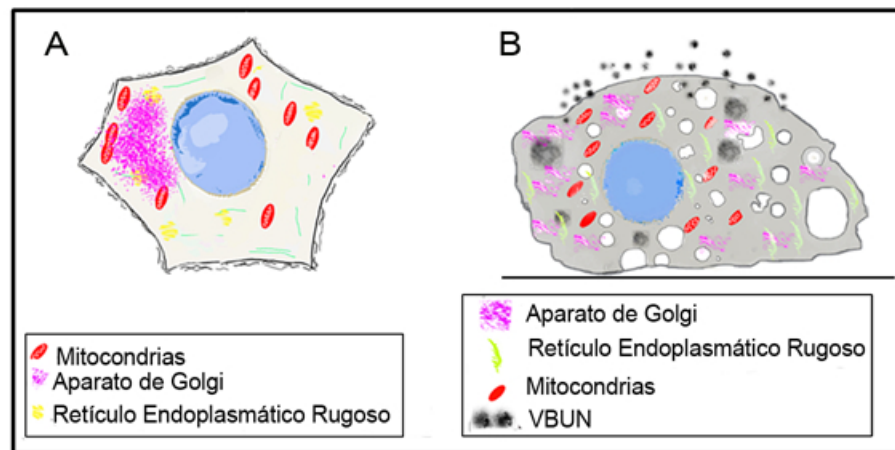 A
B
Mitocondrias
Aparato de Golgi
Retículo Endoplasmático Rugoso
Aparato de Golgi
Retículo Endoplasmático Rugoso
Mitocondrias
VBUN